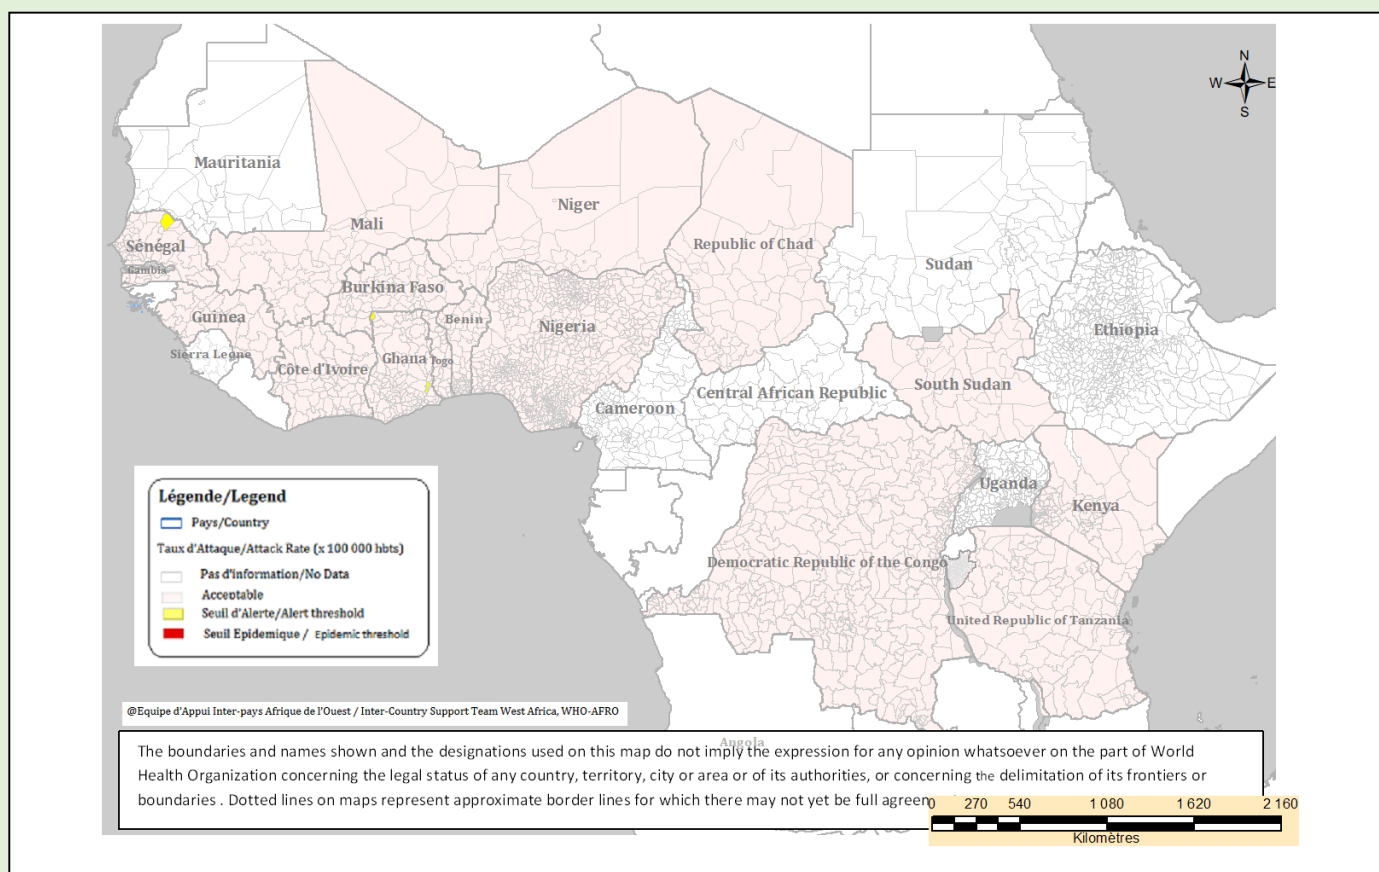 N
W E
S
Mauritania
Mali
Niger
Republic of Chad
Sudan
Sénégal
Gambia
Burkina Faso
Guinea
Benin
Nigeria
Ethiopia
Sierra Leone
Côte d'Ivoire
Ghana
Togo
South Sudan
Central African Republic
Cameroon
Uganda
Kenya
Democratic Republic of the Congo
United Republic of Tanzania
Angola
Légende/Legend
Pays/Country
Taux d'Attaque/Attack Rate (x 100 000 hbts)
Pas d'information/No Data
Acceptable
Seuil d'Alerte/Alert threshold
Seuil Epidemique / Epidemic threshold
@Equipe d'Appui Inter-pays Afrique de l'Ouest / Inter-Country Support Team West Africa, WHO-AFRO
The boundaries and names shown and the designations used on this map do not imply the expression for any opinion whatsoever on the part of World
Health Organization concerning the legal status of any country, territory, city or area or of its authorities, or concerning the delimitation of its frontiers or
boundaries . Dotted lines on maps represent approximate border lines for which there may not yet be full agreem
0 270 540 1 080 1 620 2 160
Kilomètres